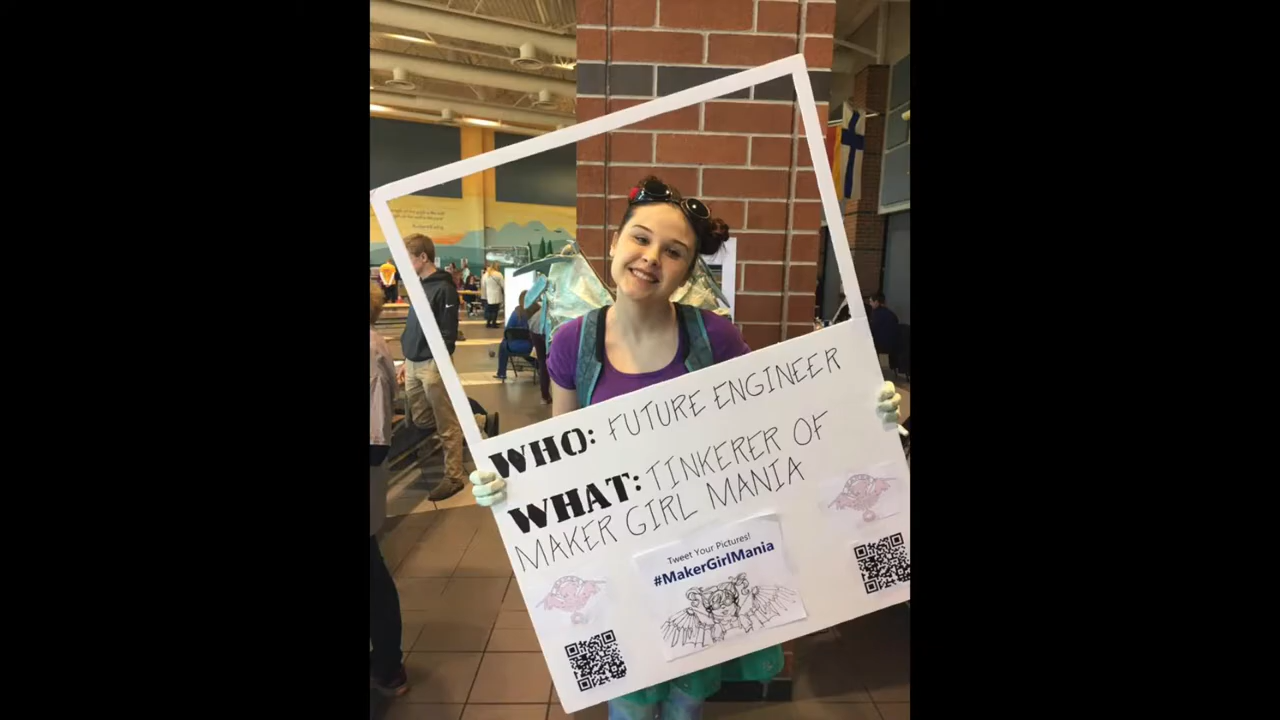 WHO: FUTURE ENGINEER
WHAT: TINKERER OF
MAKER GIRL MANIA
Tweet Your Pictures!
#MakerGirlMania